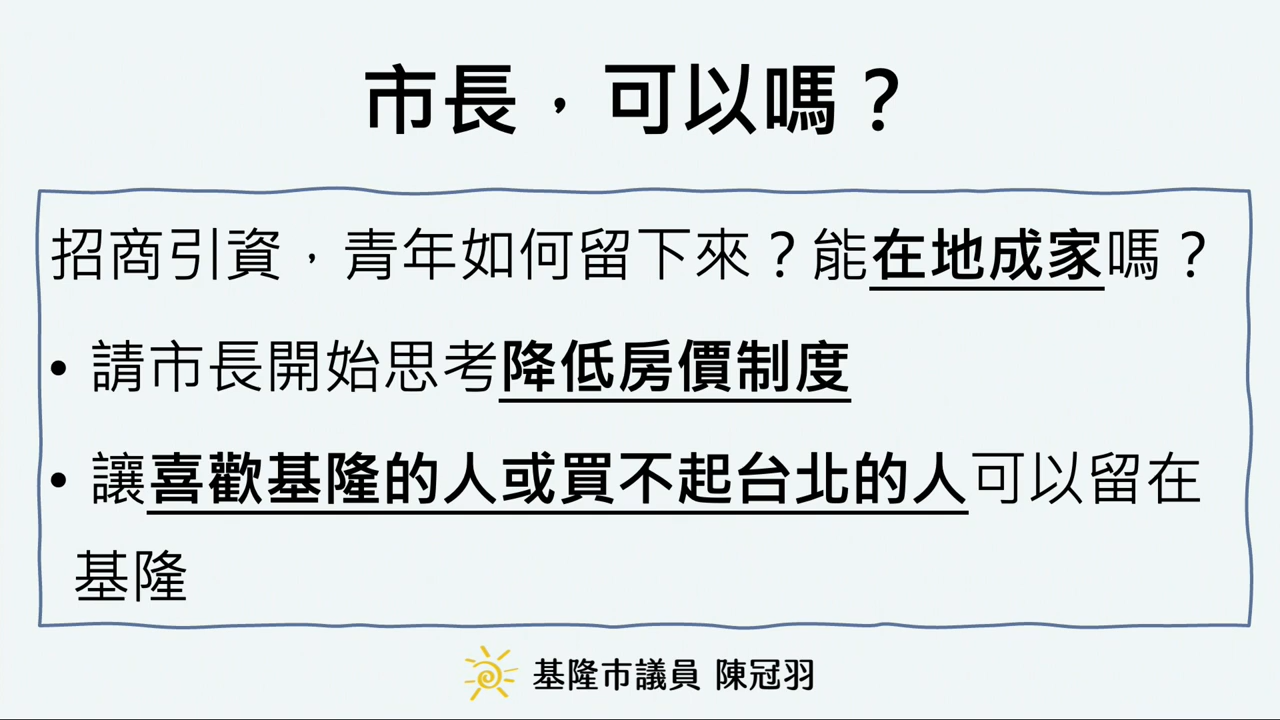 市長，可以嗎？
招商引資，青年如何留下來？能在地成家嗎？
• 請市長開始思考降低房價制度
• 讓喜歡基隆的人或買不起台北的人可以留在
基隆
基隆市議員 陳冠羽